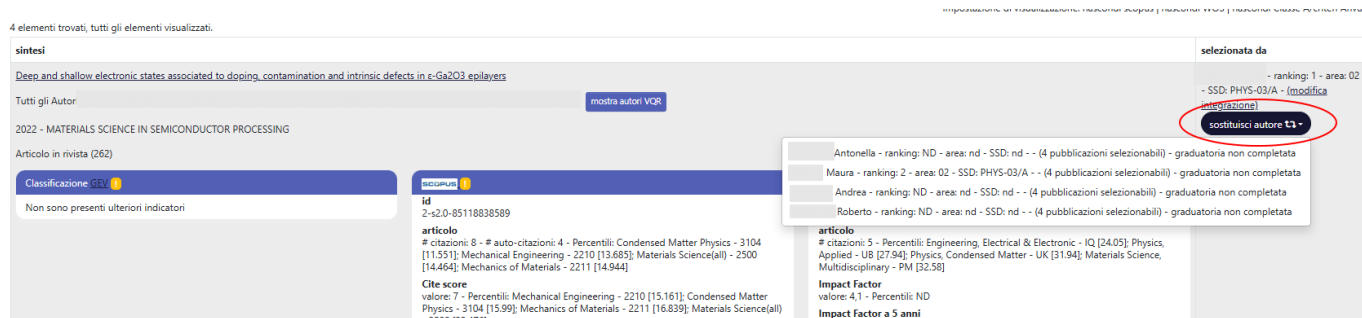 4 elementi trovati, tutti gli elementi visualizzati.
sintesi
selezionata da
Deep and shallow electronic states associated to doping, contamination and intrinsic defects in ε-Ga2O3 epilayers
- ranking: 1 - area: 02
- SSD: PHYS-03/A - (modifica
integrazione)
Tutti gli Autor
mostra autori VQR
sostituisci autore
2022 - MATERIALS SCIENCE IN SEMICONDUCTOR PROCESSING
Articolo in rivista (262)
Antonella - ranking: ND - area: nd - SSD: nd - - (4 pubblicazioni selezionabili) - graduatoria non completata
Maura - ranking: 2 - area: 02 - SSD: PHYS-03/A - - (4 pubblicazioni selezionabili) - graduatoria non completata
Andrea - ranking: ND - area: nd - SSD: nd - - (4 pubblicazioni selezionabili) - graduatoria non completata
Roberto - ranking: ND - area: nd - SSD: nd - - (4 pubblicazioni selezionabili) - graduatoria non completata
Classificazione GEV
Non sono presenti ulteriori indicatori
SCOPUS
id
2-s2.0-85118838589
articolo
# citazioni: 8 - # auto-citazioni: 4 - Percentili: Condensed Matter Physics - 3104
[11.551]; Mechanical Engineering - 2210 [13.685]; Materials Science(all) - 2500
[14.464]; Mechanics of Materials - 2211 [14.944]
Cite score
valore: 7 - Percentili: Mechanical Engineering - 2210 [15.161]; Condensed Matter
Physics - 3104 [15.99]; Mechanics of Materials - 2211 [16.839]; Materials Science(all)
articolo
# citazioni: 5 - Percentili: Engineering, Electrical & Electronic - IQ [24.05]; Physics,
Applied - UB [27.94]; Physics, Condensed Matter - UK [31.94]; Materials Science,
Multidisciplinary - PM [32.58]
Impact Factor
valore: 4,1 - Percentili: ND
Impact Factor a 5 anni